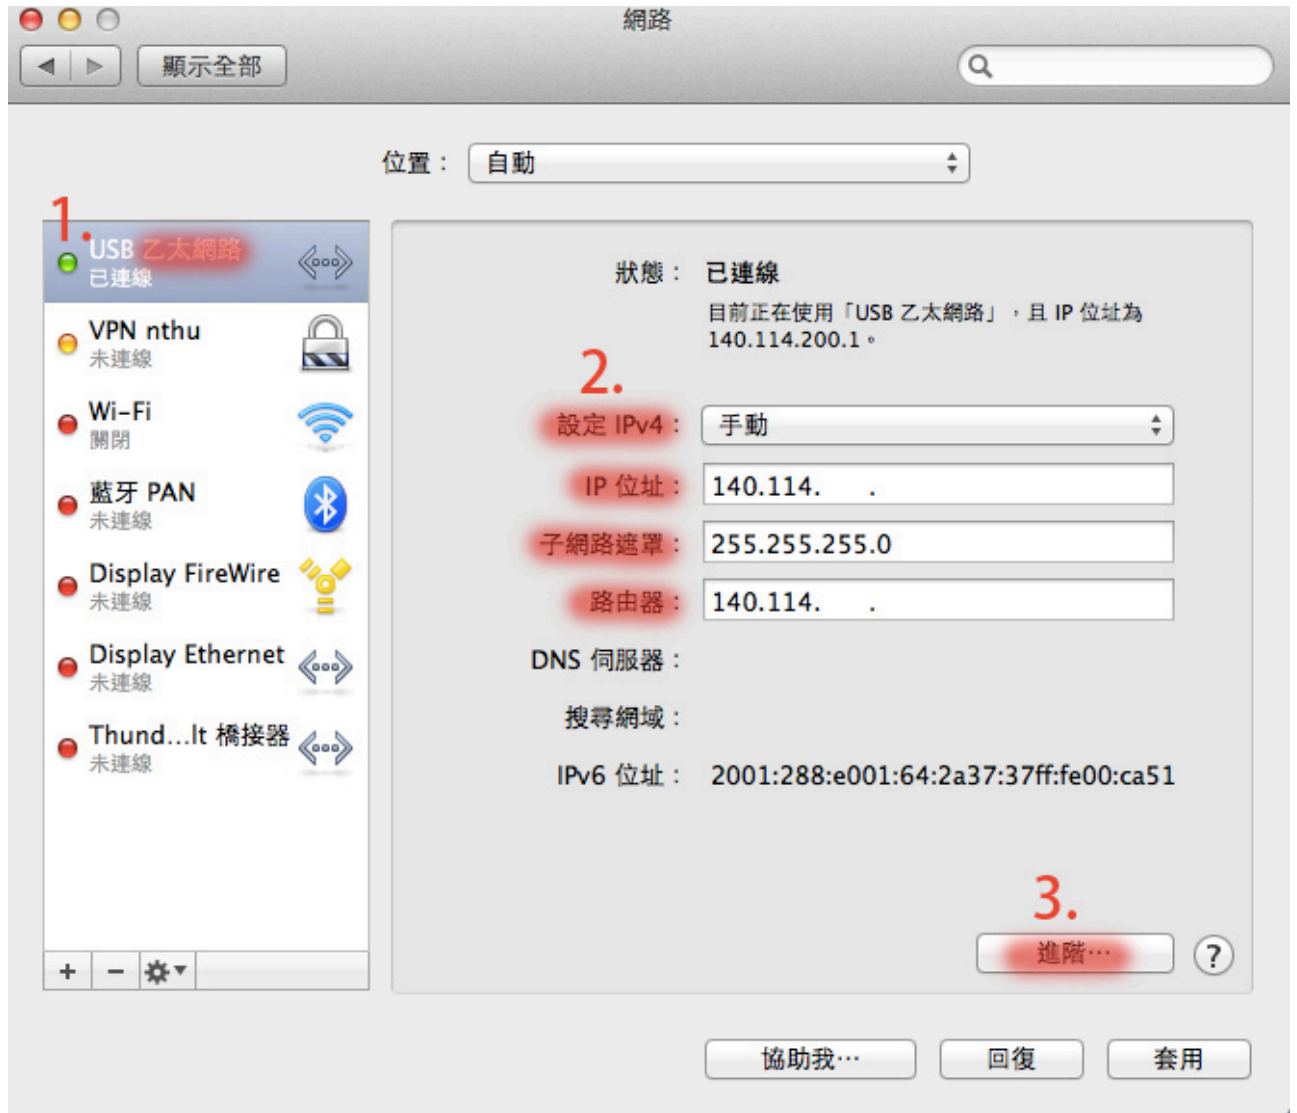 網路
顯示全部
位置： 自動
1.
USB 乙太網路
已連線
VPN nthu
未連線
Wi-Fi
關閉
藍牙 PAN
未連線
Display FireWire
未連線
Display Ethernet
未連線
Thund...lt 橋接器
未連線
狀態： 已連線
目前正在使用「USB 乙太網路」，且 IP 位址為
140.114.200.1。
2.
設定 IPv4： 手動
IP 位址： 140.114. .
子網路遮罩： 255.255.255.0
路由器： 140.114. .
DNS 伺服器：
搜尋網域：
IPv6 位址： 2001:288:e001:64:2a37:37ff:fe00:ca51
3.
進階… ?
協助我… 回復 套用